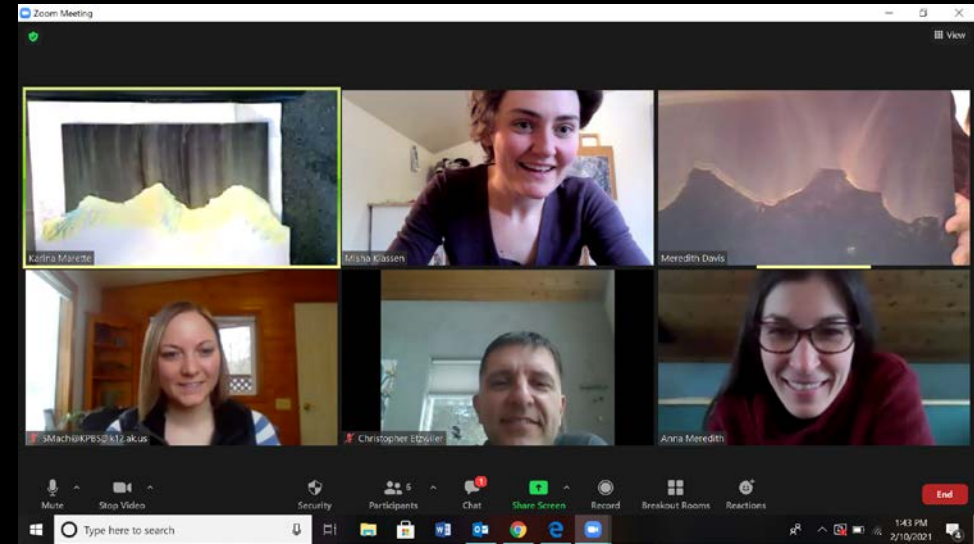 Zoom Meeting
View
Karina Marette
Misha Klassen
Meredith Davis
SMach@KPBSD.k12.ak.us
Christopher Etzwiler
Anna Meredith
6
1
Mute
Stop Video
Security
Participants
Chat
Share Screen
Record
Breakout Rooms
Reactions
End
Type here to search
1:43 PM
2/10/2021